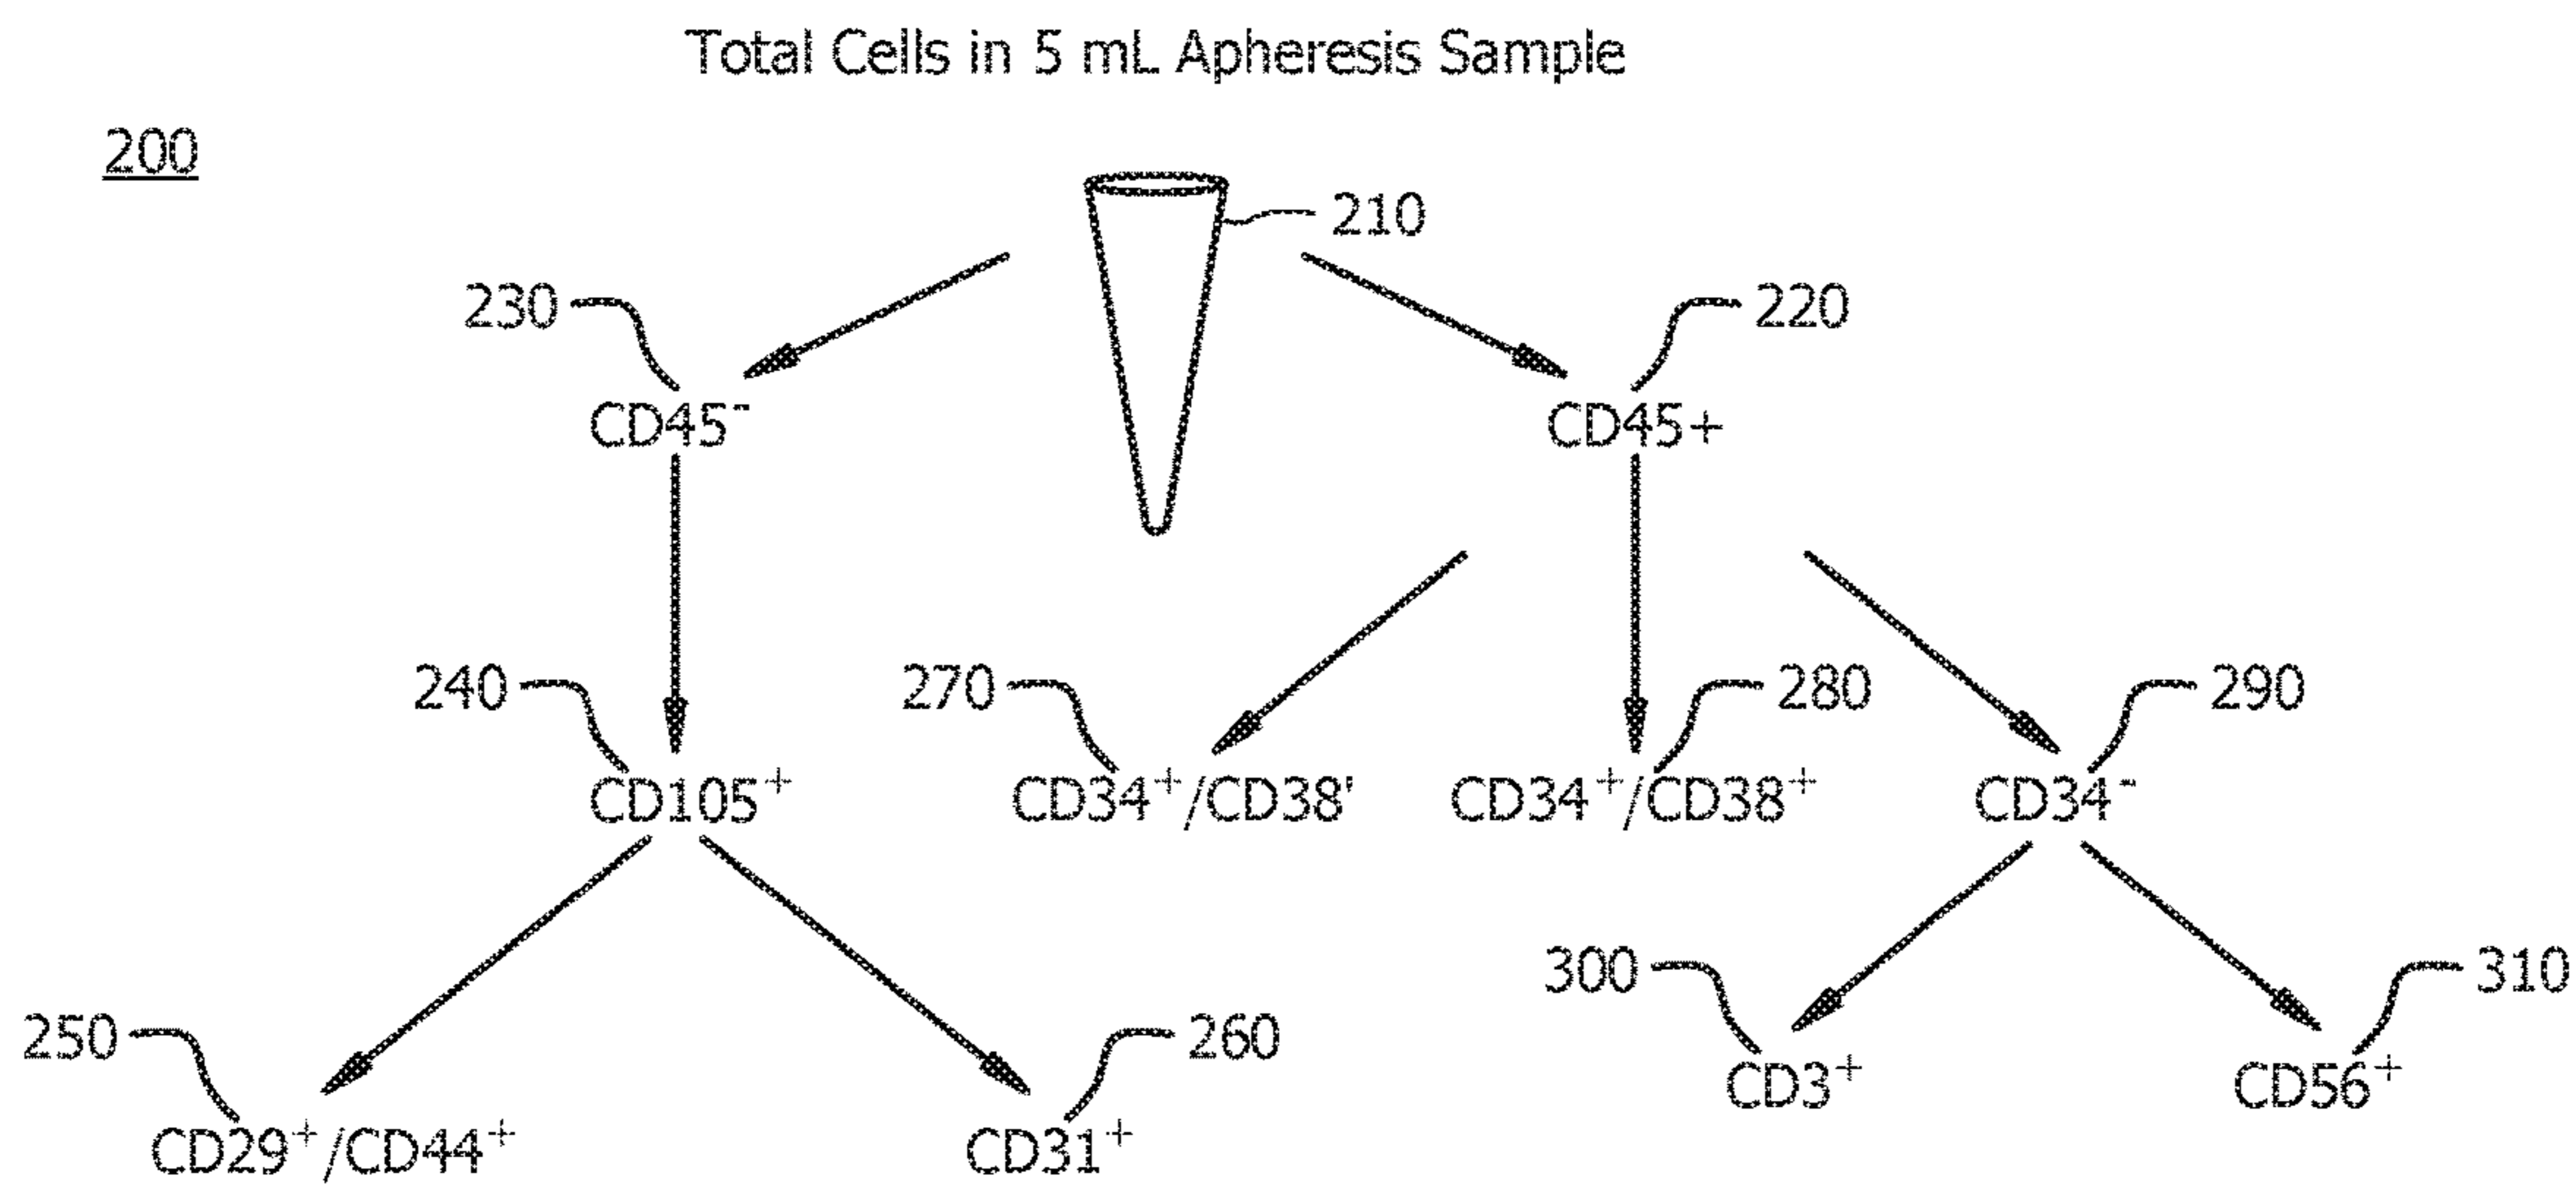 Total Cells in 5 mL Apheresis Sample
200
210
230
220
CD45⁻
CD45+
240
270
280
290
CD105⁺
CD34⁺/CD38'
CD34⁺/CD38⁺
CD34⁻
300
310
250
260
CD3⁺
CD56⁺
CD29⁺/CD44⁺
CD31⁺